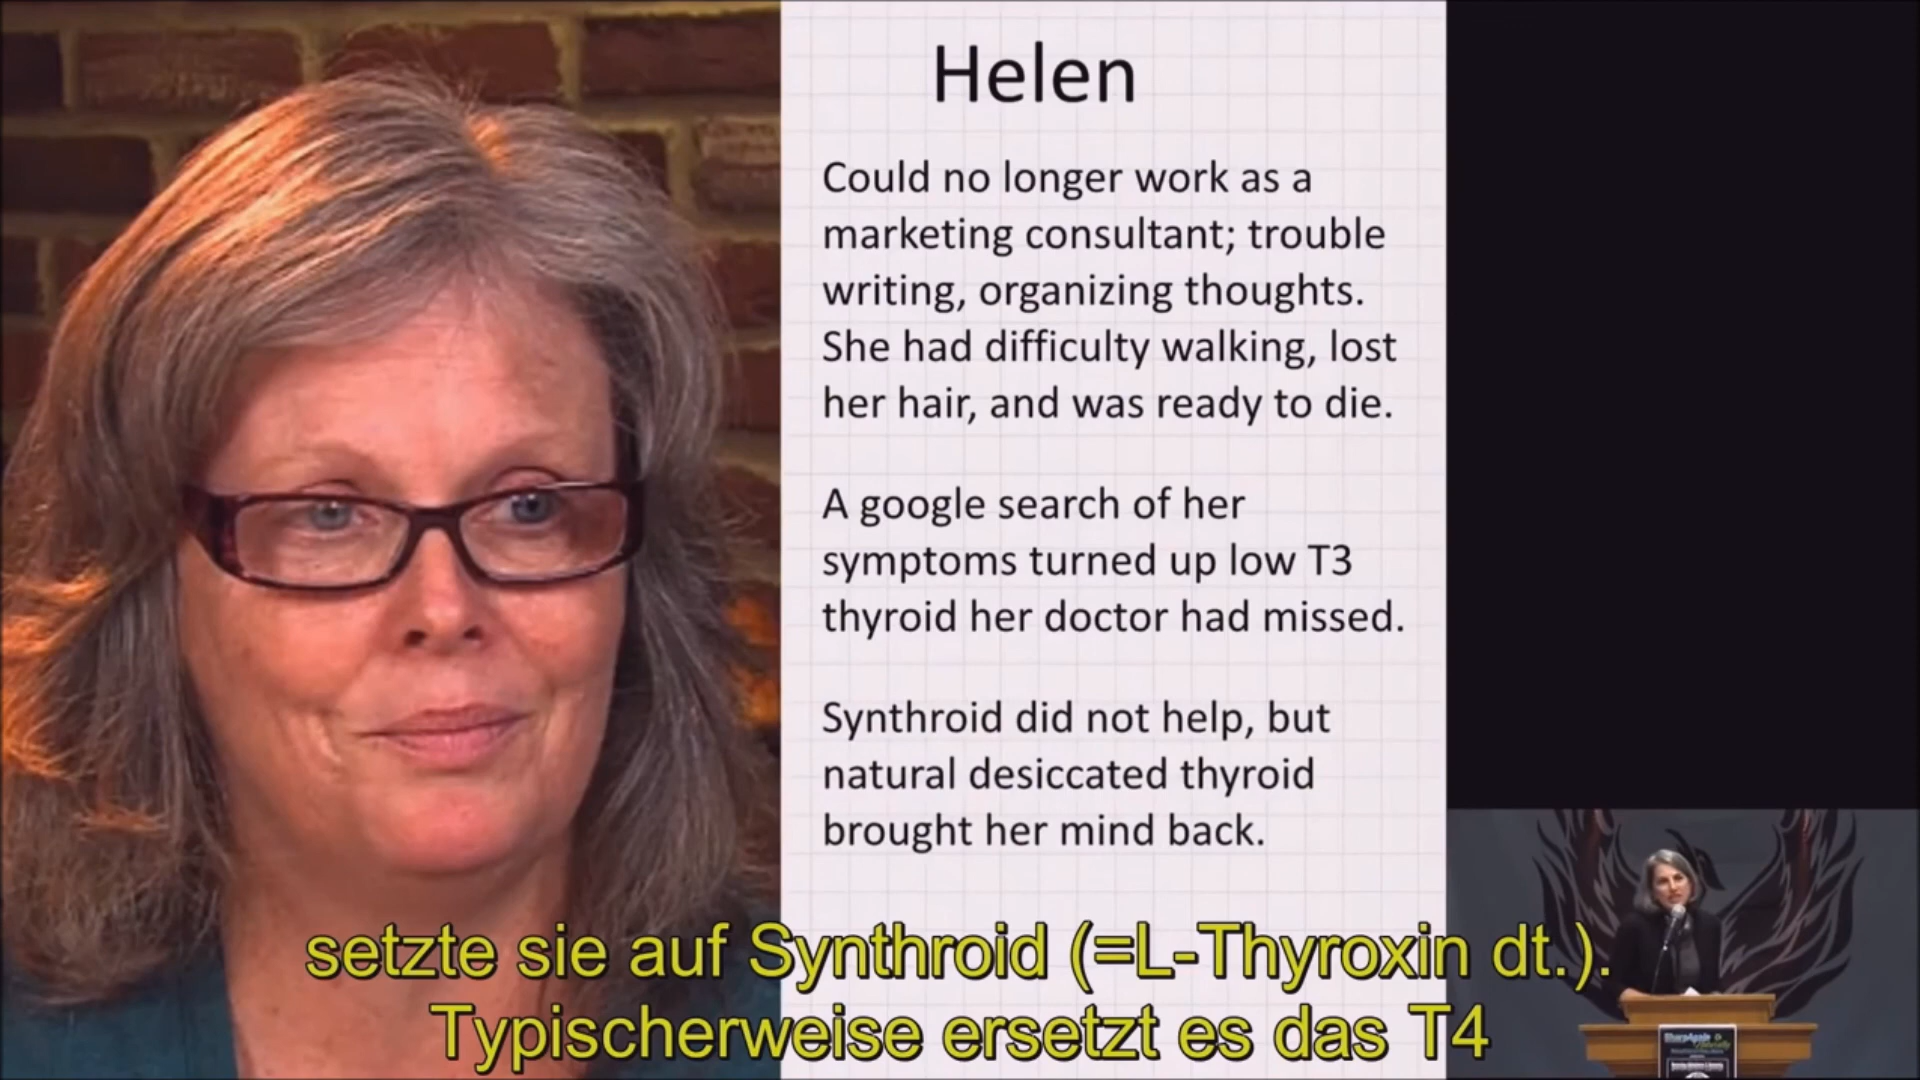 Helen
Could no longer work as a
marketing consultant; trouble
writing, organizing thoughts.
She had difficulty walking, lost
her hair, and was ready to die.
A google search of her
symptoms turned up low T3
thyroid her doctor had missed.
Synthroid did not help, but
natural desiccated thyroid
brought her mind back.
setzte sie auf Synthroid (=L-Thyroxin dt.).
Typischerweise ersetzt es das T4
SharpAgain
Naturally